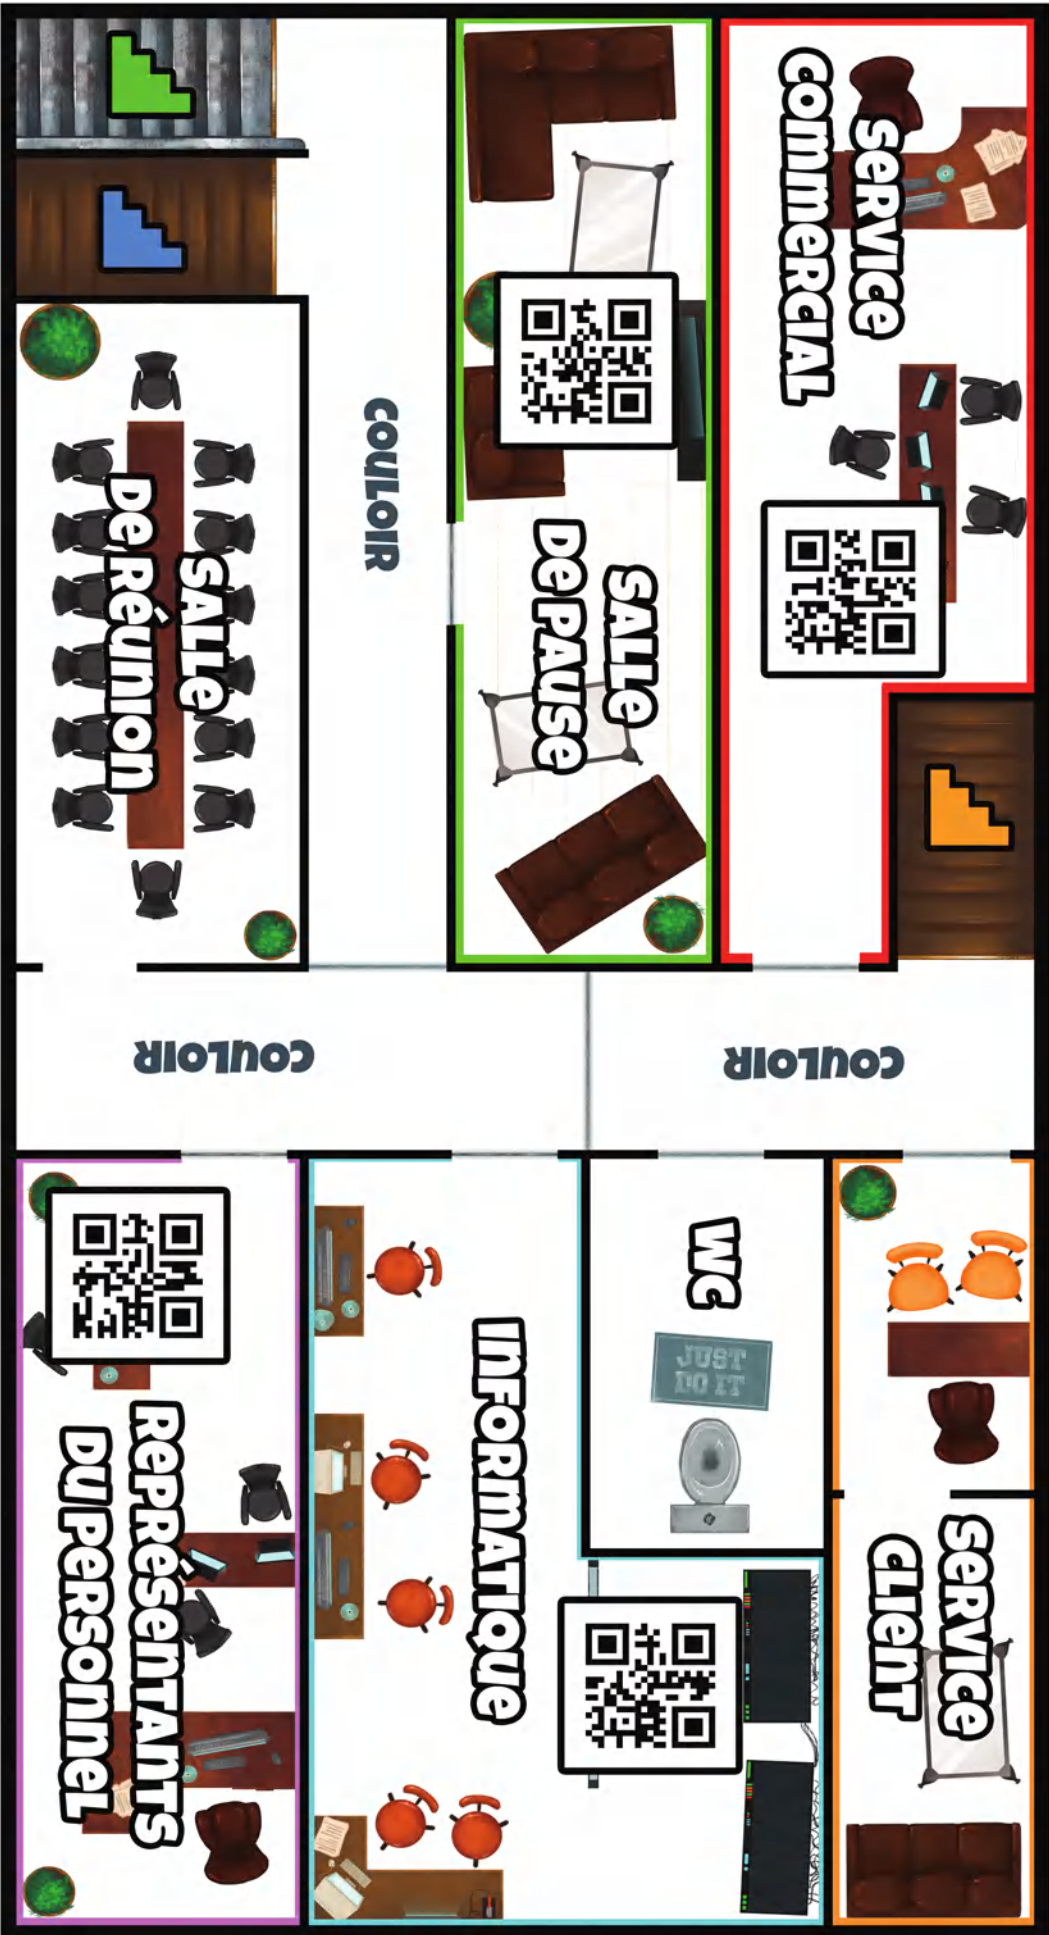 SERVICE
COMMERCIAL
SALLE
DE PAUSE
COULOIR
SALLE
DE RÉUNION
COULOIR
COULOIR
SERVICE
CLIENT
WC
JUST
DO IT
INFORMATIQUE
REPRÉSENTANTS
DU PERSONNEL